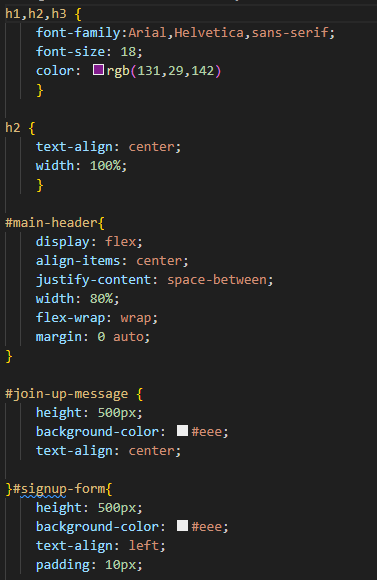 h1,h2,h3 {
font-family:Arial,Helvetica,sans-serif;
font-size: 18;
color: rgb(131,29,142)
}
h2 {
text-align: center;
width: 100%;
}
#main-header{
display: flex;
align-items: center;
justify-content: space-between;
width: 80%;
flex-wrap: wrap;
margin: 0 auto;
}
#join-up-message {
height: 500px;
background-color: #eee;
text-align: center;
}#signup-form{
height: 500px;
background-color: #eee;
text-align: left;
padding: 10px;